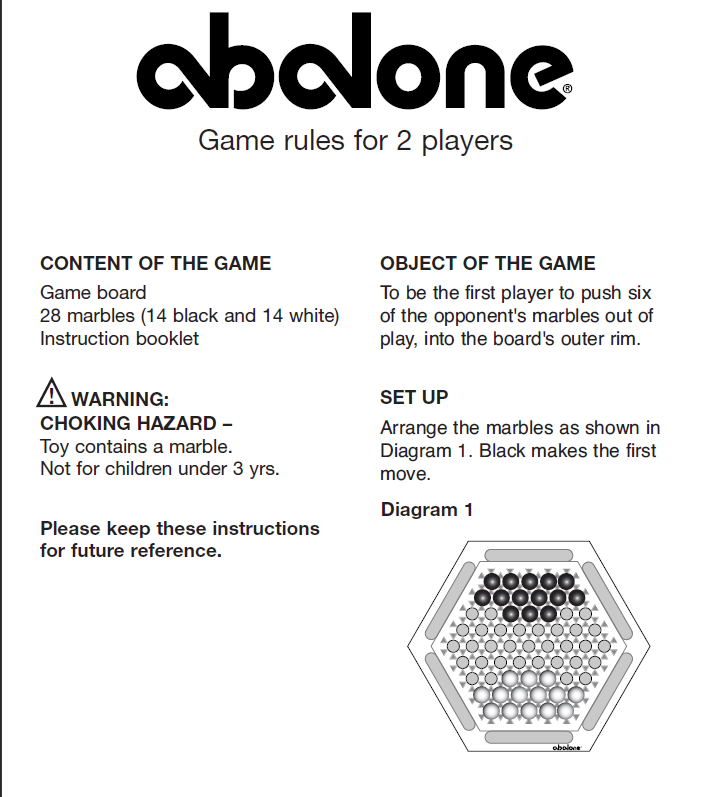 abalone®
Game rules for 2 players
CONTENT OF THE GAME
Game board
28 marbles (14 black and 14 white)
Instruction booklet
WARNING:
CHOKING HAZARD –
Toy contains a marble.
Not for children under 3 yrs.
Please keep these instructions
for future reference.
OBJECT OF THE GAME
To be the first player to push six
of the opponent's marbles out of
play, into the board's outer rim.
SET UP
Arrange the marbles as shown in
Diagram 1. Black makes the first
move.
Diagram 1
abalone